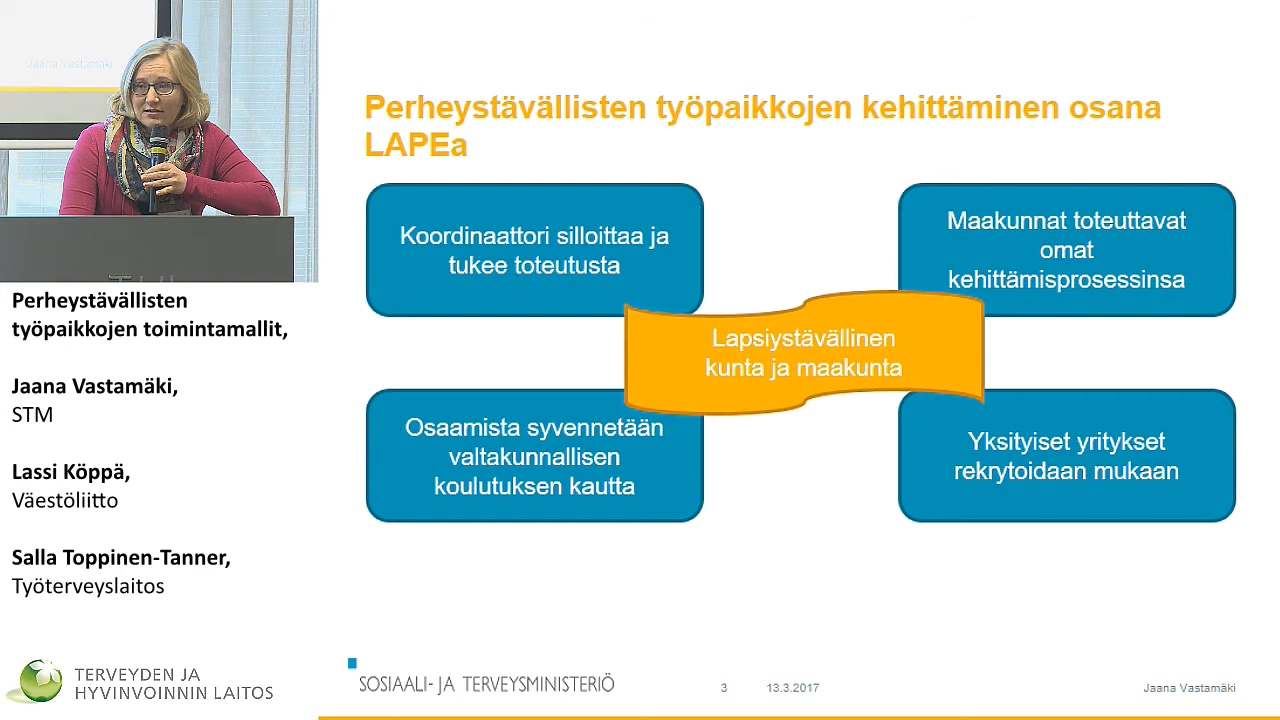 Jaana Vastamäki
Perheystävällisten
työpaikkojen toimintamallit,
Jaana Vastamäki,
STM
Lassi Köppä,
Väestöliitto
Salla Toppinen-Tanner,
Työterveyslaitos
TERVEYDEN JA
HYVINVOINNIN LAITOS
Perheystävällisten työpaikkojen kehittäminen osana
LAPEa
Koordinaattori silloittaa ja
tukee toteutusta
Maakunnat toteuttavat
omat
kehittämisprosessinsa
Lapsiystävällinen
kunta ja maakunta
Osaamista syvennetään
valtakunnallisen
koulutuksen kautta
Yksityiset yritykset
rekrytoidaan mukaan
SOSIAALI- JA TERVEYSMINISTERIÖ
3
13.3.2017
Jaana Vastamäki